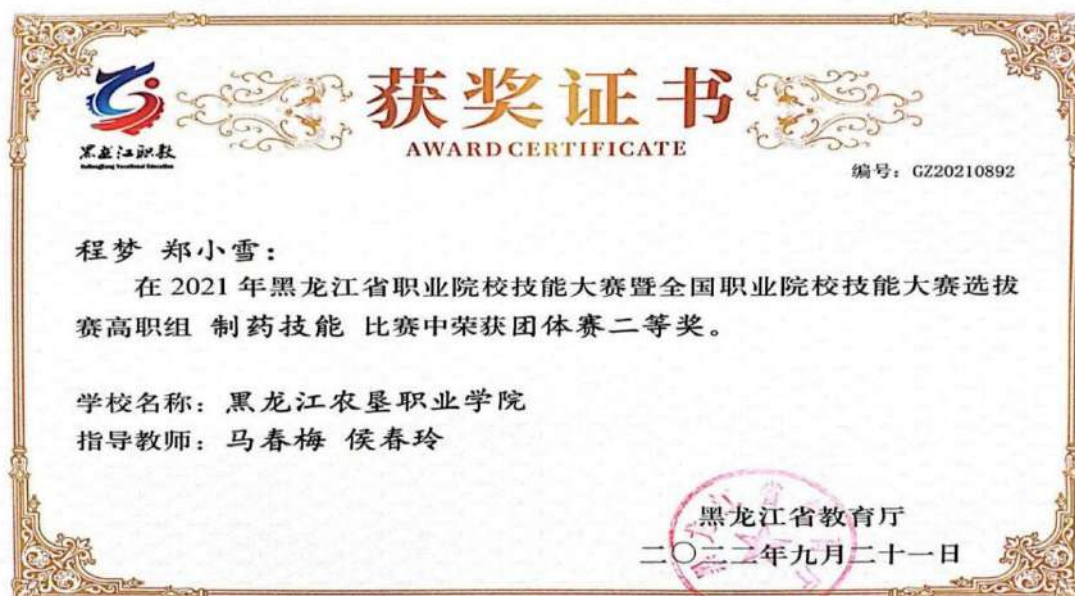 获奖证书
AWARD CERTIFICATE
黑龙江职教
Heilongjiang Vocational Education
编号：GZ20210892
程梦 郑小雪：
在 2021 年黑龙江省职业院校技能大赛暨全国职业院校技能大赛选拔
赛高职组 制药技能 比赛中荣获团体赛二等奖。
学校名称：黑龙江农垦职业学院
指导教师：马春梅 侯春玲
黑龙江省教育厅
二〇二二年九月二十一日